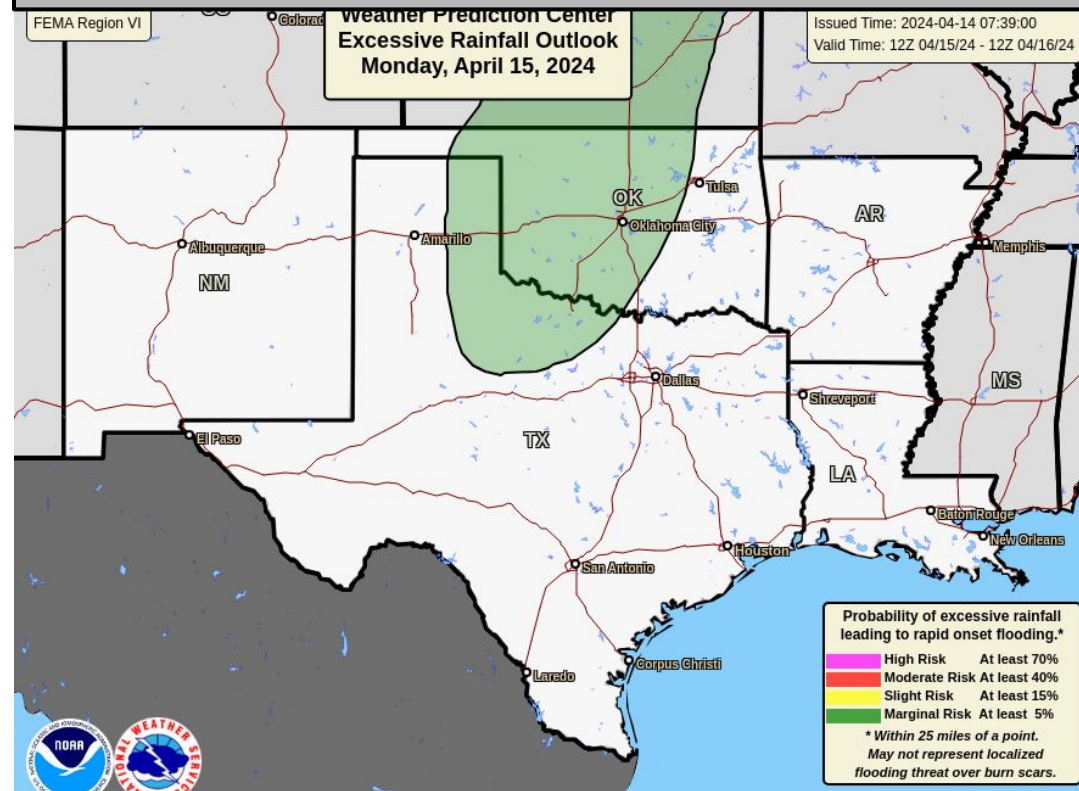 FEMA Region VI
Weather Prediction Center
Excessive Rainfall Outlook
Monday, April 15, 2024
Issued Time: 2024-04-14 07:39:00
Valid Time: 12Z 04/15/24 - 12Z 04/16/24
Colorad
Tulsa
OK
Oklahoma City
AR
Albuquerque
Amarillo
Memphis
NM
Dallas
MS
Shreveport
El Paso
TX
LA
Baton Rouge
New Orleans
Houston
San Antonio
Corpus Christi
Laredo
Probability of excessive rainfall
leading to rapid onset flooding.*
High Risk At least 70%
Moderate Risk At least 40%
Slight Risk At least 15%
Marginal Risk At least 5%
* Within 25 miles of a point.
May not represent localized
flooding threat over burn scars.
NOAA
NATIONAL WEATHER SERVICE